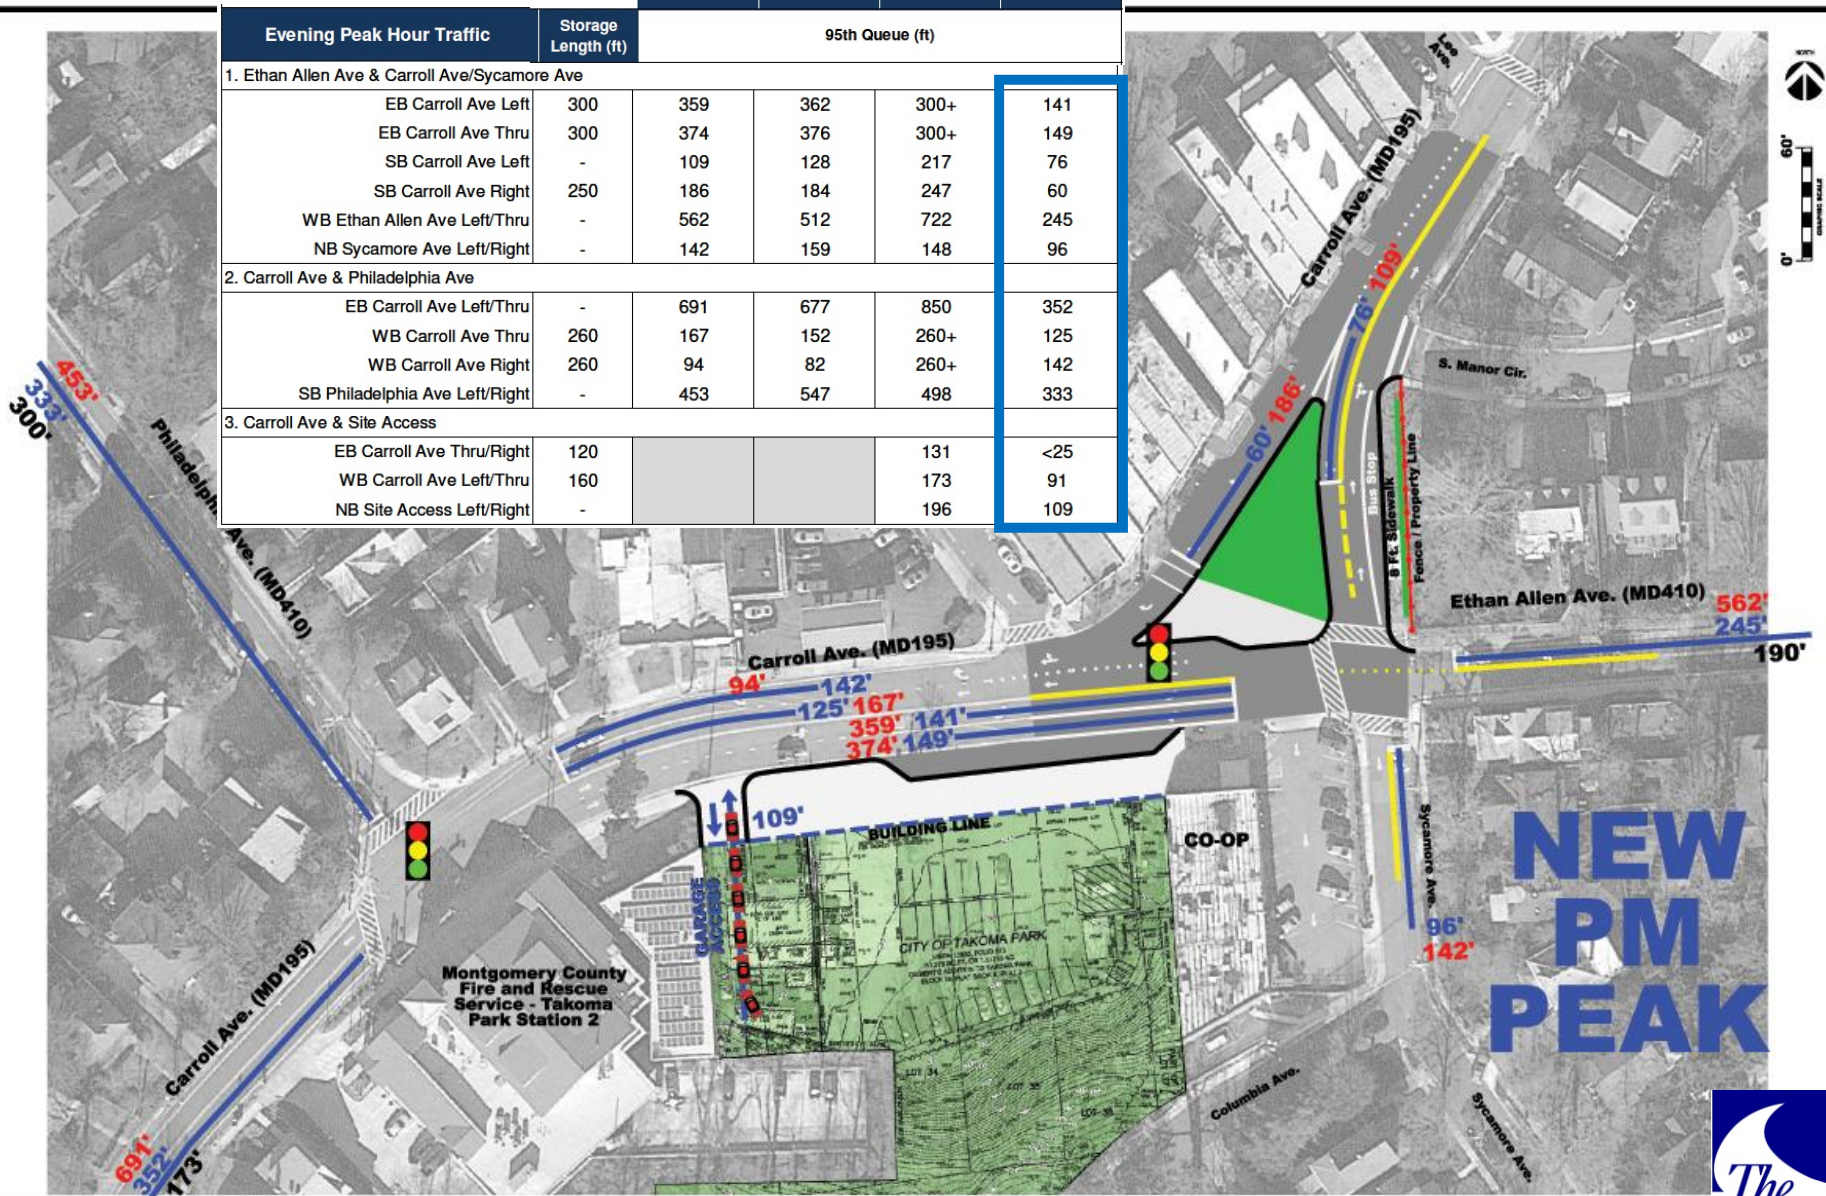 Evening Peak Hour Traffic Storage Length (ft) 95th Queue (ft)
1. Ethan Allen Ave & Carroll Ave/Sycamore Ave
EB Carroll Ave Left 300 359 362 300+ 141
EB Carroll Ave Thru 300 374 376 300+ 149
SB Carroll Ave Left - 109 128 217 76
SB Carroll Ave Right 250 186 184 247 60
WB Ethan Allen Ave Left/Thru - 562 512 722 245
NB Sycamore Ave Left/Right - 142 159 148 96
2. Carroll Ave & Philadelphia Ave
EB Carroll Ave Left/Thru - 691 677 850 352
WB Carroll Ave Thru 260 167 152 260+ 125
WB Carroll Ave Right 260 94 82 260+ 142
SB Philadelphia Ave Left/Right - 453 547 498 333
3. Carroll Ave & Site Access
EB Carroll Ave Thru/Right 120 131 <25
WB Carroll Ave Left/Thru 160 173 91
NB Site Access Left/Right - 196 109
Lee Ave.
NORTH
60'
0'
GRAPHIC SCALE
Carroll Ave. (MD195)
76' 109'
S. Manor Cir.
60' 186'
Bus Stop
8 Ft. Sidewalk
Fence / Property Line
453'
333'
300'
Philadelph Ave. (MD410)
Ethan Allen Ave. (MD410)
562'
245'
190'
Carroll Ave. (MD195)
94' 142'
125' 167'
359' 141'
374' 149'
109'
BUILDING LINE
CO-OP
GARAGE ACCESS
CITY OF TAKOMA PARK
LOT 34
LOT 35
LOT 36
Sycamore Ave.
96'
142'
NEW
PM
PEAK
Montgomery County
Fire and Rescue
Service - Takoma
Park Station 2
Carroll Ave. (MD195)
691'
352'
173'
Columbia Ave.
Sycamore Ave.
The